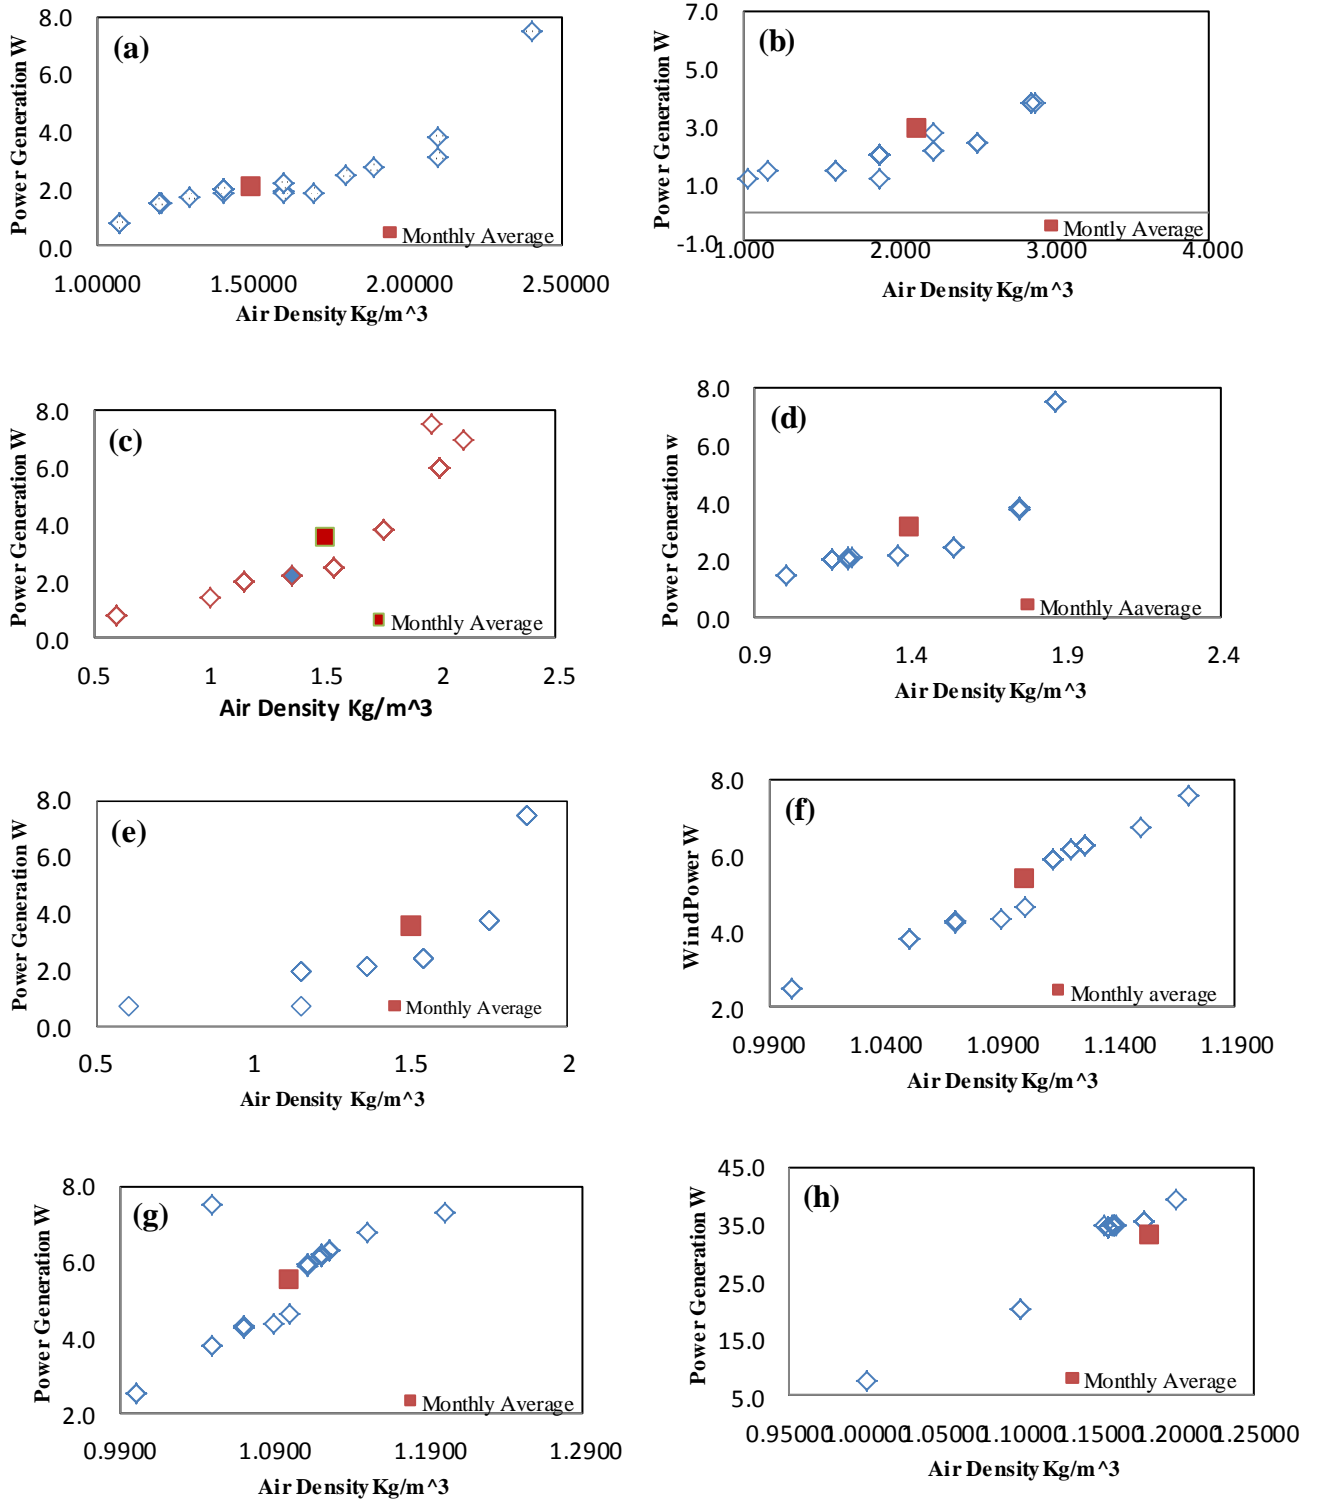 (a)
Power Generation W
8.0
6.0
4.0
2.0
0.0
Monthly Average
1.00000 1.50000 2.00000 2.50000
Air Density Kg/m^3
(b)
Power Generation W
7.0
5.0
3.0
1.0
-1.0
Montly Average
1.000 2.000 3.000 4.000
Air Density Kg/m^3
(c)
Power Generation W
8.0
6.0
4.0
2.0
0.0
Monthly Average
0.5 1 1.5 2 2.5
Air Density Kg/m^3
(d)
Power Generation w
8.0
6.0
4.0
2.0
0.0
Monthly Aaverage
0.9 1.4 1.9 2.4
Air Density Kg/m^3
(e)
Power Generation W
8.0
6.0
4.0
2.0
0.0
Monthly Average
0.5 1 1.5 2
Air Density Kg/m^3
(f)
WindPower W
8.0
6.0
4.0
2.0
Monthly average
0.9900 1.0400 1.0900 1.1400 1.1900
Air Density Kg/m^3
(g)
Power Generation W
8.0
6.0
4.0
2.0
Monthly Average
0.9900 1.0900 1.1900 1.2900
Air Density Kg/m^3
(h)
Power Generation W
45.0
35.0
25.0
15.0
5.0
Monthly Average
0.95000 1.00000 1.05000 1.10000 1.15000 1.20000 1.25000
Air Density Kg/m^3